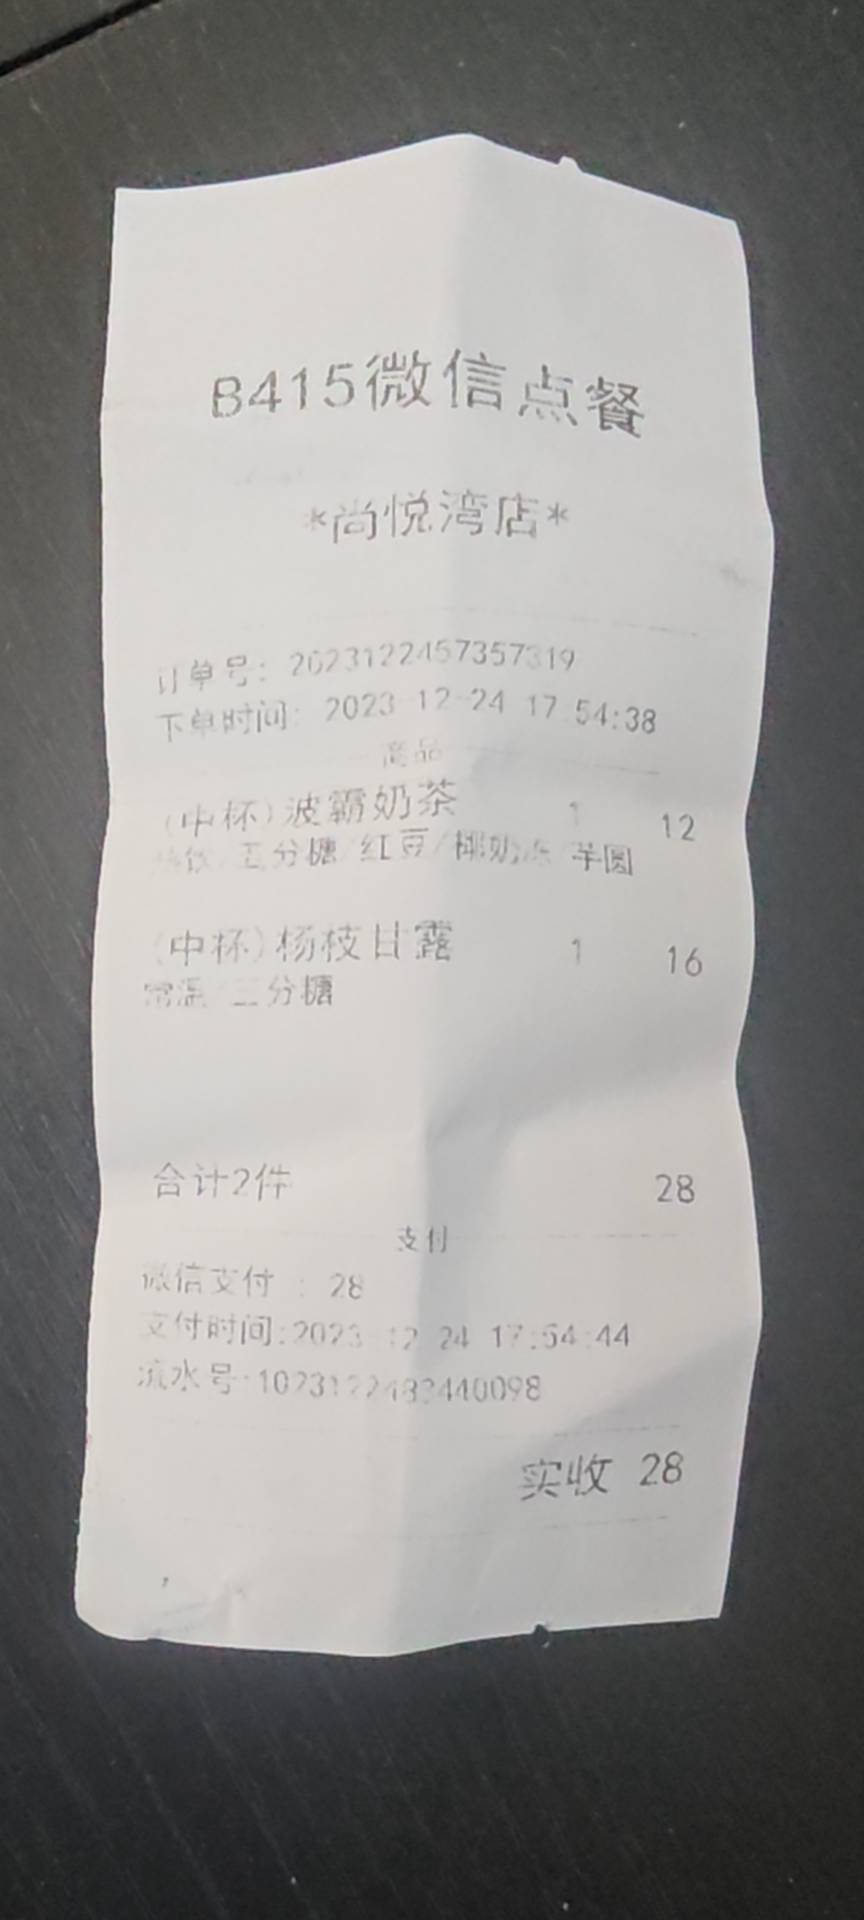 B415微信点餐
*尚悦湾店*
订单号: 2023122457357319
下单时间: 2023-12-24 17:54:38
商品
(中杯)波霸奶茶 1 12
五分糖/红豆/椰奶冻 芋圆
(中杯)杨枝甘露 1 16
常温/三分糖
合计2件 28
支付
微信支付 : 28
支付时间:2023-12-24 17:54:44
流水号:
实收 28